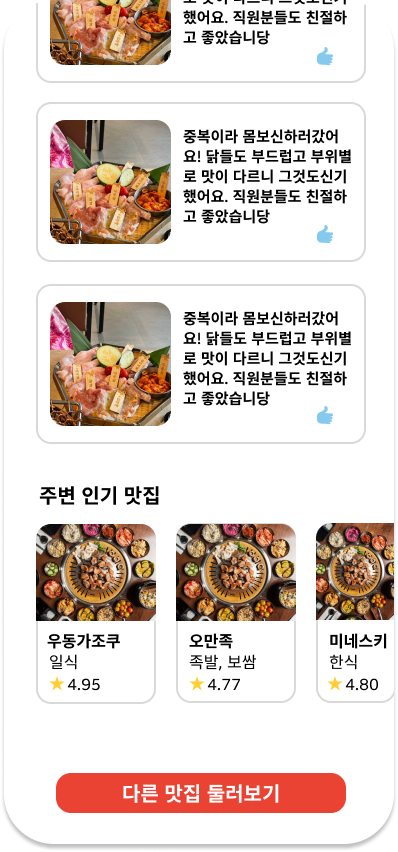 했어요. 직원분들도 친절하
고 좋았습니당
중복이라 몸보신하러갔어
요! 닭들도 부드럽고 부위별
로 맛이 다르니 그것도신기
했어요. 직원분들도 친절하
고 좋았습니당
중복이라 몸보신하러갔어
요! 닭들도 부드럽고 부위별
로 맛이 다르니 그것도신기
했어요. 직원분들도 친절하
고 좋았습니당
주변 인기 맛집
우동가조쿠
일식
4.95
오만족
족발, 보쌈
4.77
미네스키
한식
4.80
다른 맛집 둘러보기